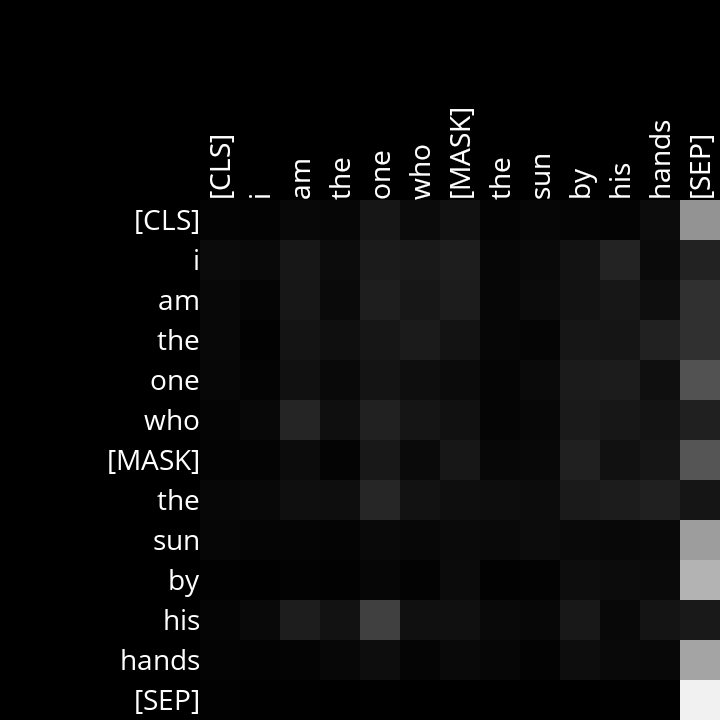 [CLS] i am the one who [MASK] the sun by his hands [SEP]
[CLS]
i
am
the
one
who
[MASK]
the
sun
by
his
hands
[SEP]